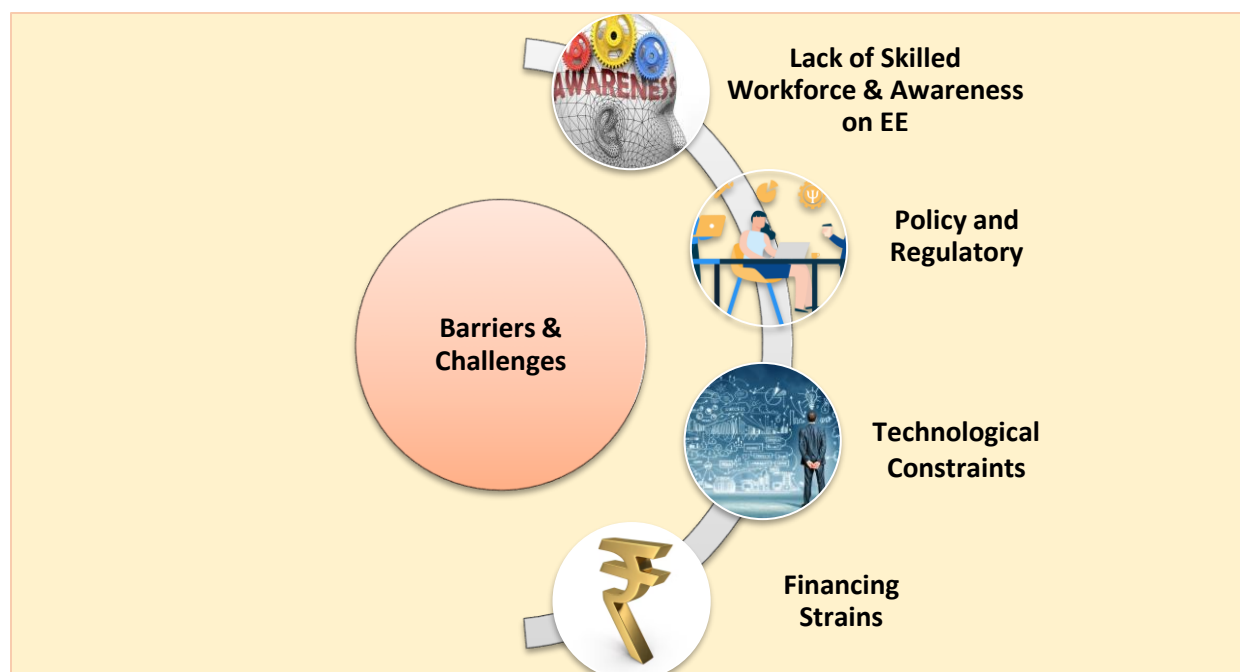 AWARENESS
Lack of Skilled
Workforce & Awareness
on EE
Policy and
Regulatory
Barriers &
Challenges
Technological
Constraints
Financing
Strains